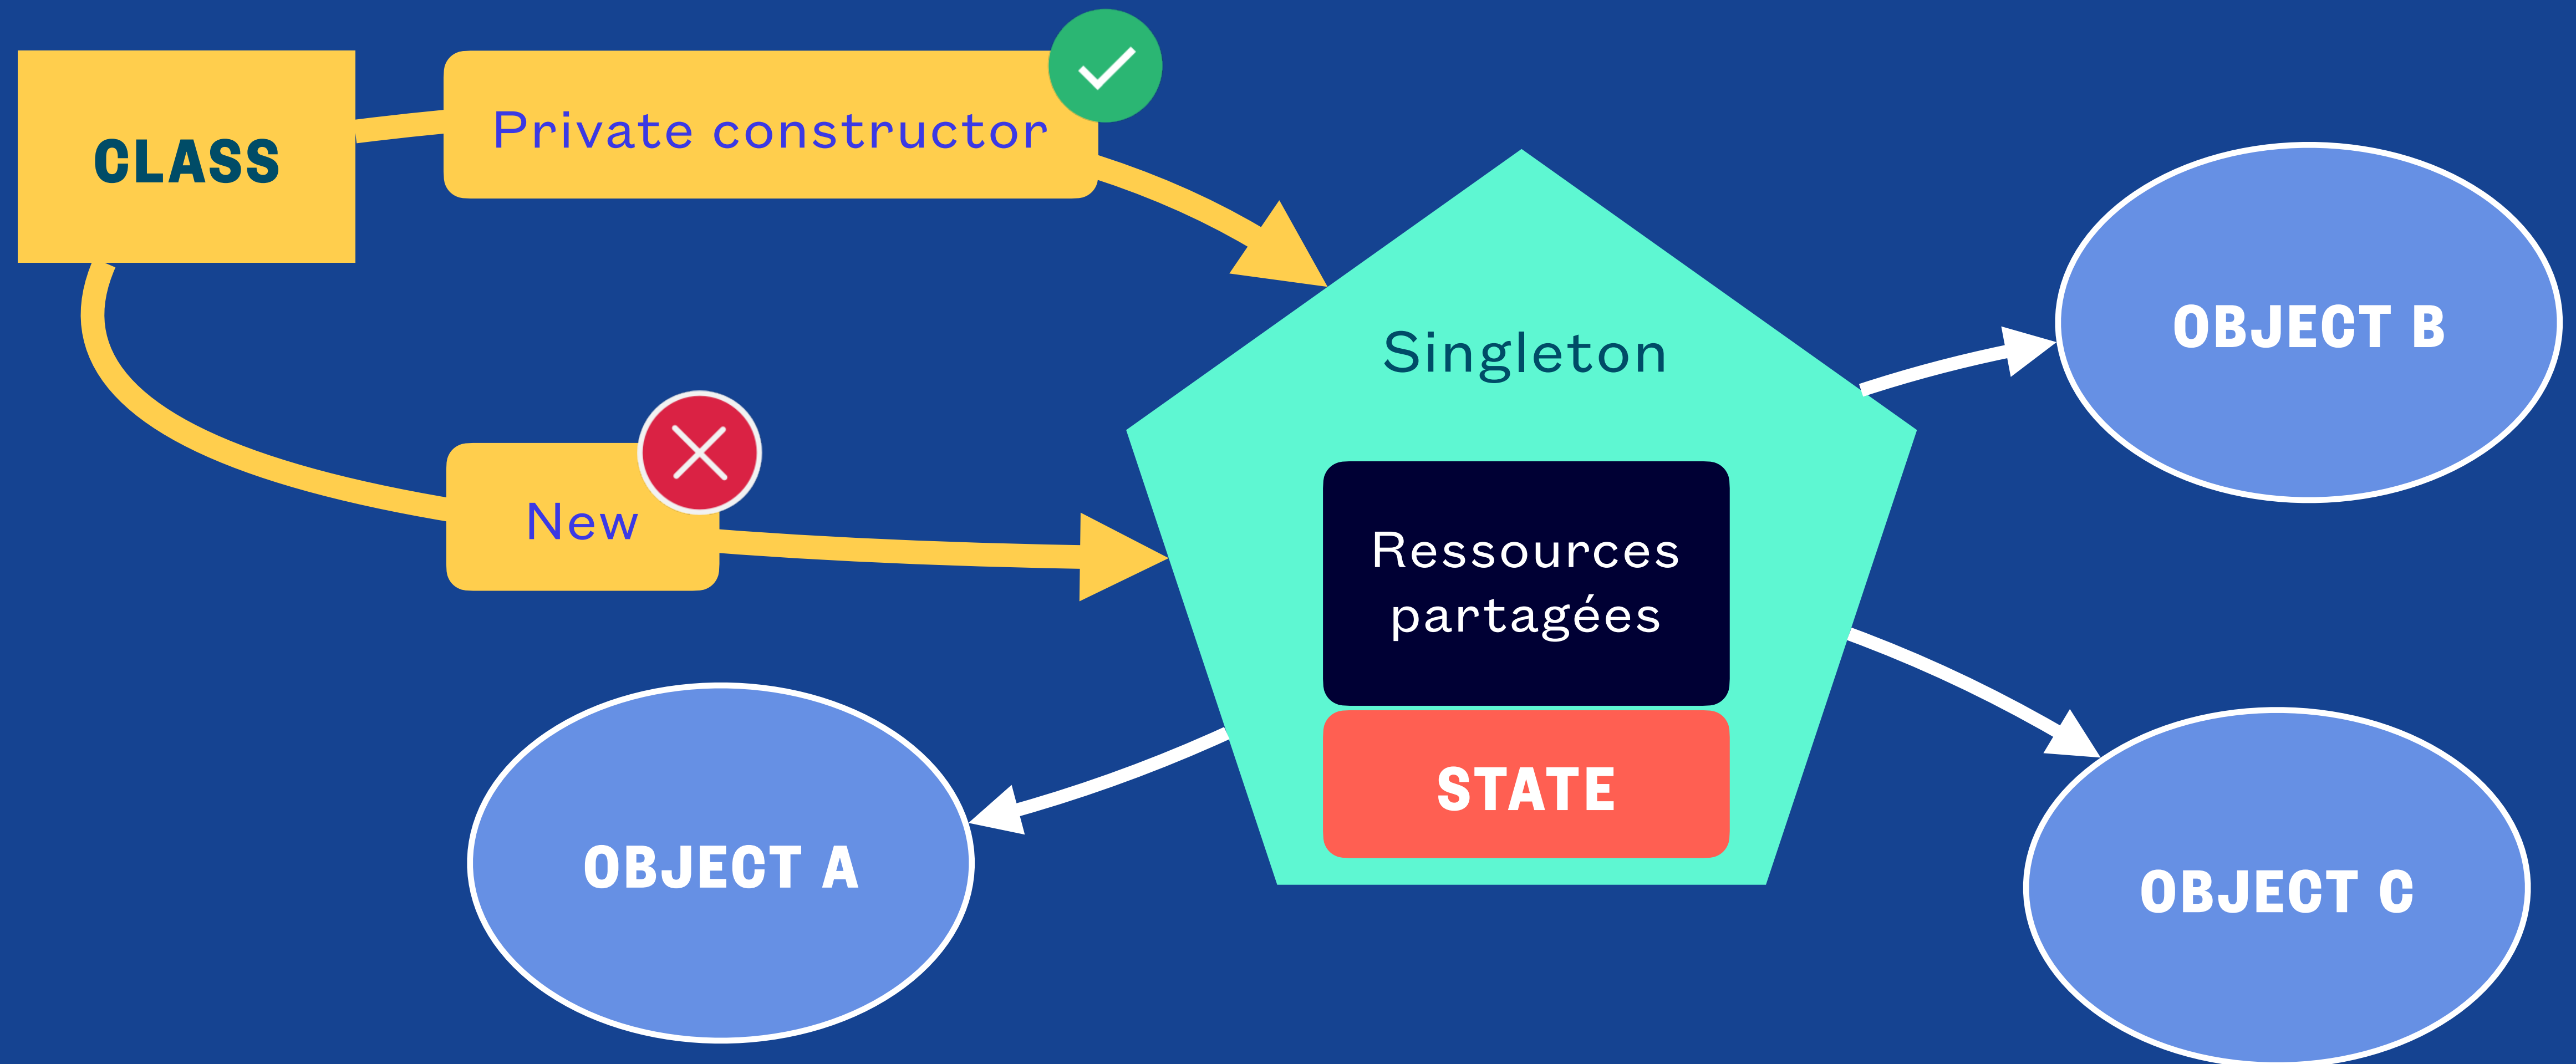 CLASS
Private constructor
New
Singleton
Ressources
partagées
STATE
OBJECT A
OBJECT B
OBJECT C